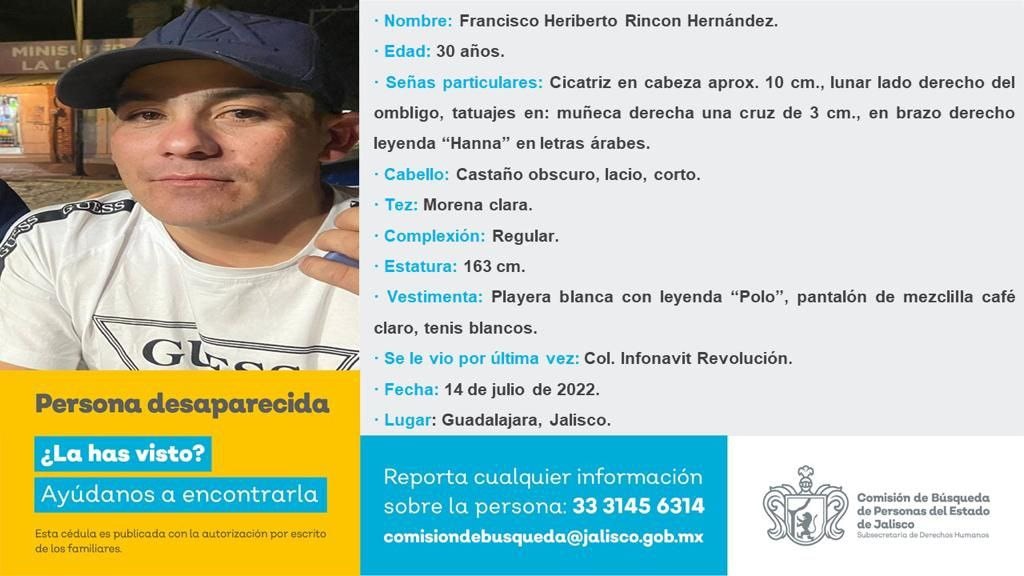 MINISUPER
LA LO
GUESS
GUESS
GUESS
· Nombre: Francisco Heriberto Rincon Hernández.
· Edad: 30 años.
· Señas particulares: Cicatriz en cabeza aprox. 10 cm., lunar lado derecho del
ombligo, tatuajes en: muñeca derecha una cruz de 3 cm., en brazo derecho
leyenda “Hanna” en letras árabes.
· Cabello: Castaño obscuro, lacio, corto.
· Tez: Morena clara.
· Complexión: Regular.
· Estatura: 163 cm.
· Vestimenta: Playera blanca con leyenda “Polo”, pantalón de mezclilla café
claro, tenis blancos.
· Se le vio por última vez: Col. Infonavit Revolución.
· Fecha: 14 de julio de 2022.
· Lugar: Guadalajara, Jalisco.
Persona desaparecida
¿La has visto?
Ayúdanos a encontrarla
Esta cédula es publicada con la autorización por escrito
de los familiares.
Reporta cualquier información
sobre la persona: 33 3145 6314
comisiondebusqueda@jalisco.gob.mx
Comisión de Búsqueda
de Personas del Estado
de Jalisco
Subsecretaría de Derechos Humanos